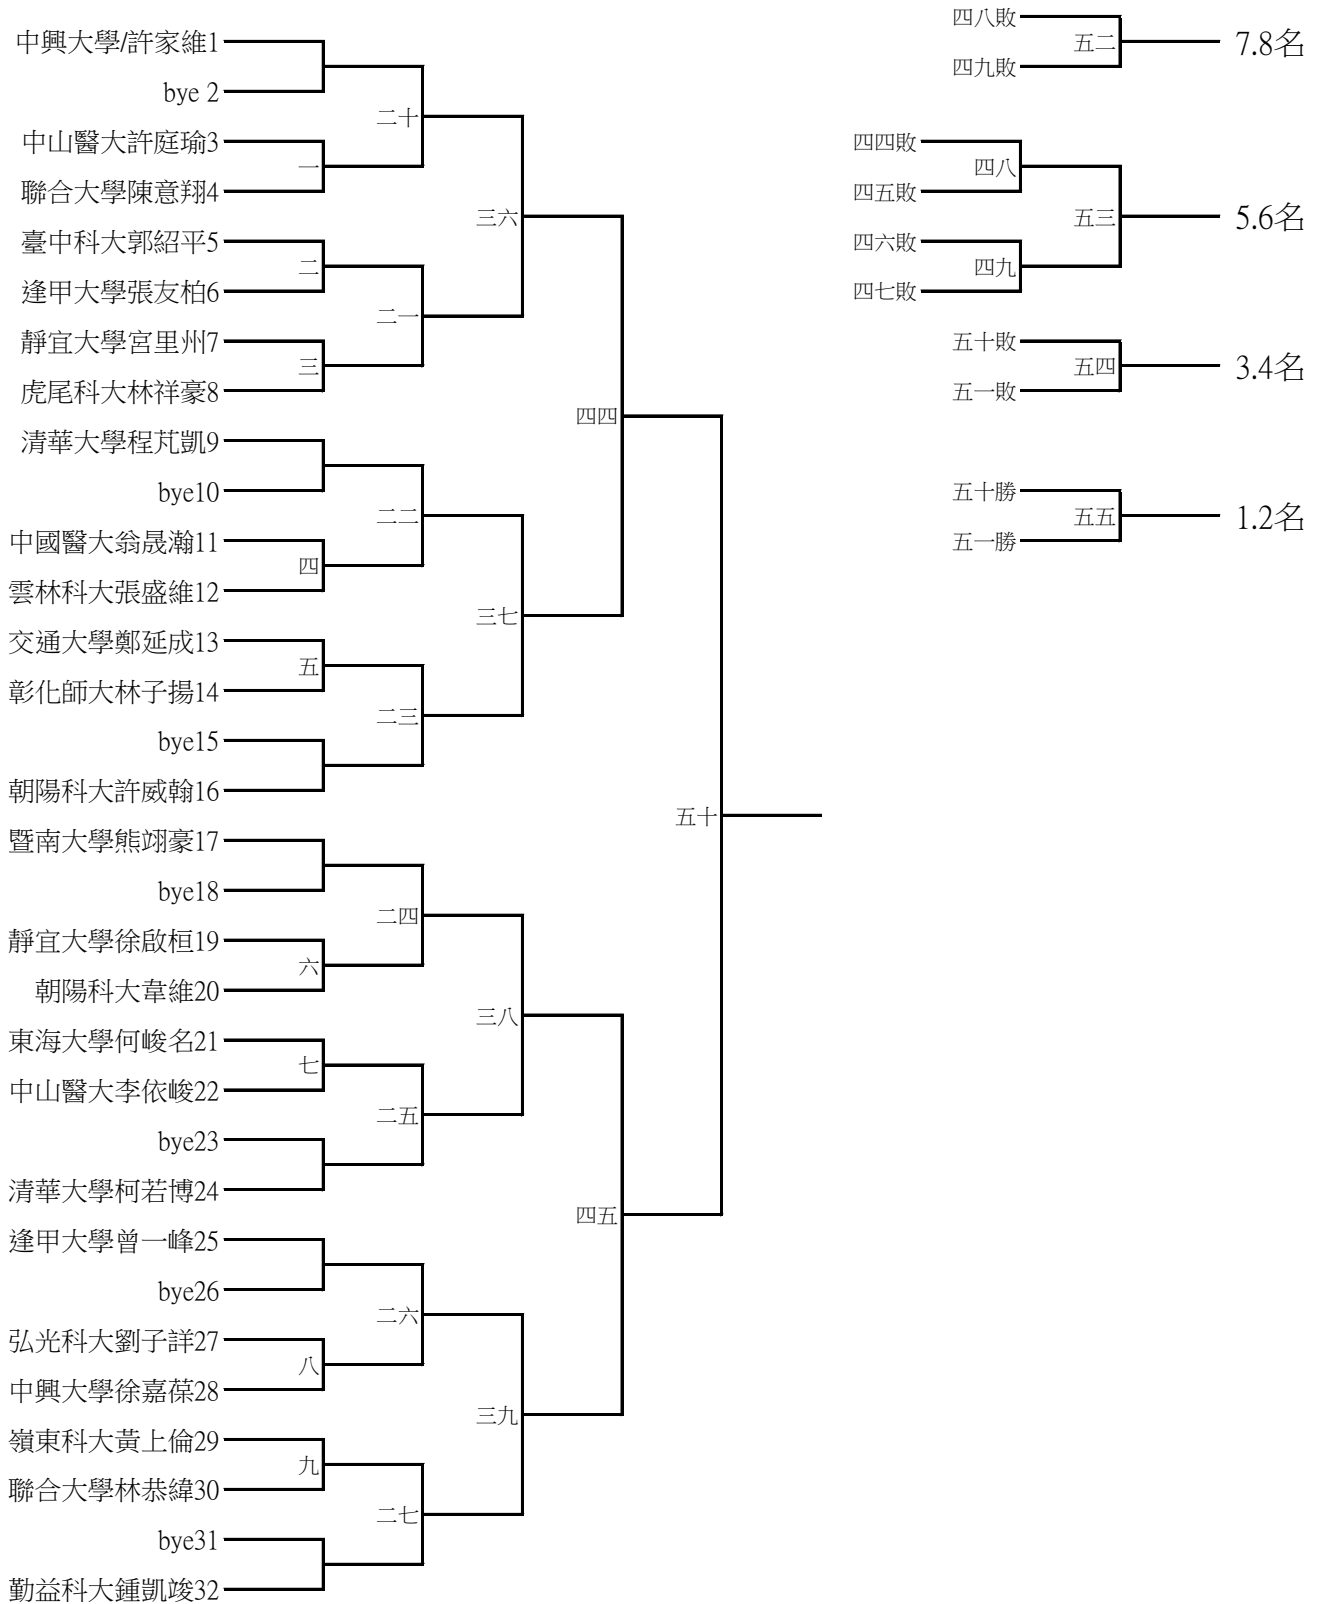 中興大學/許家維1
bye 2
中山醫大許庭瑜3
聯合大學陳意翔4
臺中科大郭紹平5
逢甲大學張友柏6
靜宜大學宮里州7
虎尾科大林祥豪8
清華大學程芃凱9
bye10
中國醫大翁晟瀚11
雲林科大張盛維12
交通大學鄭延成13
彰化師大林子揚14
bye15
朝陽科大許威翰16
暨南大學熊翊豪17
bye18
靜宜大學徐啟桓19
朝陽科大韋維20
東海大學何峻名21
中山醫大李依峻22
bye23
清華大學柯若博24
逢甲大學曾一峰25
bye26
弘光科大劉子詳27
中興大學徐嘉葆28
嶺東科大黃上倫29
聯合大學林恭緯30
bye31
勤益科大鍾凱竣32
一
二
三
四
五
六
七
八
九
二十
二一
二二
二三
二四
二五
二六
二七
三六
三七
三八
三九
四四
四五
五十
四八敗
五二
7.8名
四九敗
四四敗
四八
四五敗
五三
5.6名
四六敗
四九
四七敗
五十敗
五四
3.4名
五一敗
五十勝
五五
1.2名
五一勝